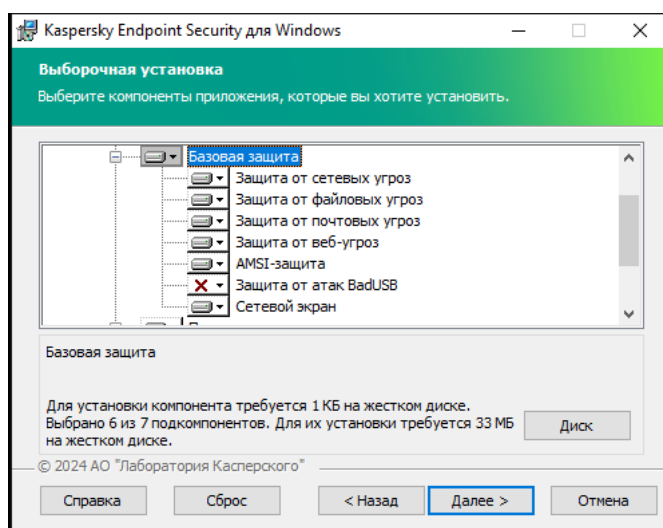 Kaspersky Endpoint Security для Windows
Выборочная установка
Выберите компоненты приложения, которые вы хотите установить.
Базовая защита
Защита от сетевых угроз
Защита от файловых угроз
Защита от почтовых угроз
Защита от веб-угроз
AMSI-защита
Защита от атак BadUSB
Сетевой экран
Базовая защита
Для установки компонента требуется 1 КБ на жестком диске.
Выбрано 6 из 7 подкомпонентов. Для их установки требуется 33 МБ
на жестком диске.
Диск
© 2024 АО "Лаборатория Касперского"
Справка
Сброс
< Назад
Далее >
Отмена